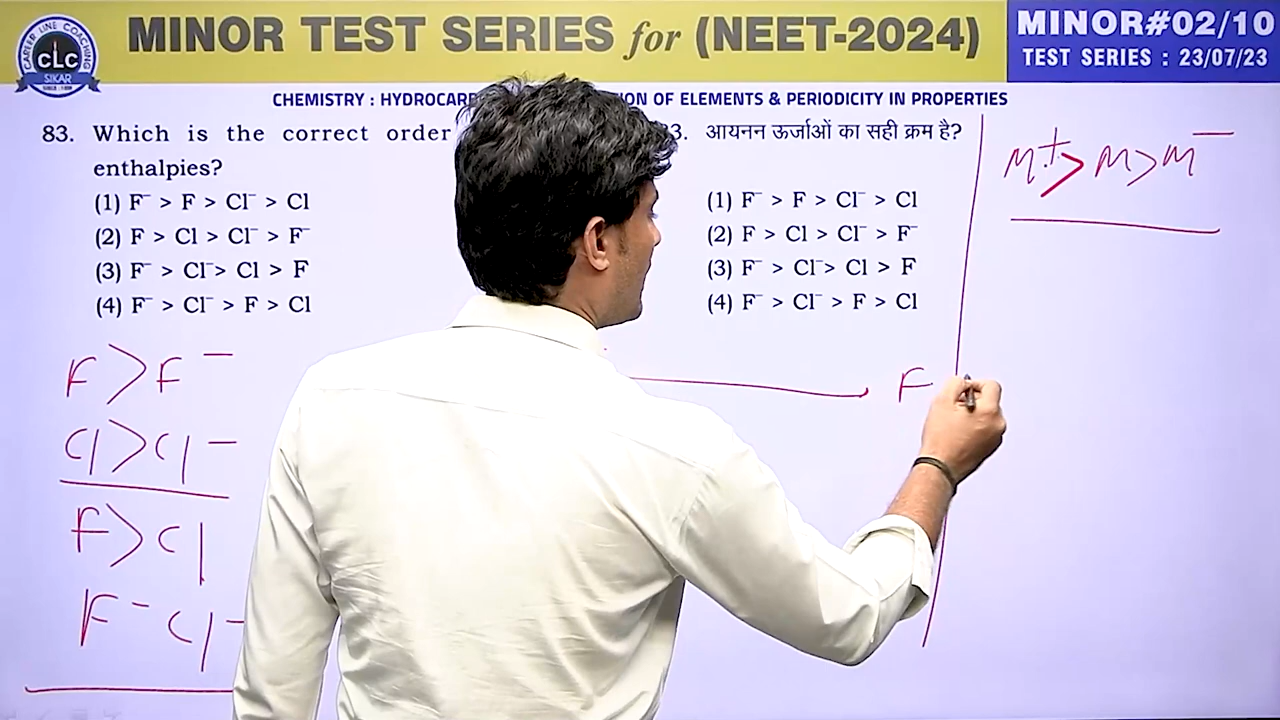 CAREER LINE COACHING
CLC
SIKAR
MINOR TEST SERIES for (NEET-2024)
MINOR#02/10
TEST SERIES : 23/07/23
CHEMISTRY : HYDROCAR ION OF ELEMENTS & PERIODICITY IN PROPERTIES
83. Which is the correct order
enthalpies?
(1) F⁻ > F > Cl⁻ > Cl
(2) F > Cl > Cl⁻ > F⁻
(3) F⁻ > Cl⁻> Cl > F
(4) F⁻ > Cl⁻ > F > Cl
3. आयनन ऊर्जाओं का सही क्रम है?
(1) F⁻ > F > Cl⁻ > Cl
(2) F > Cl > Cl⁻ > F⁻
(3) F⁻ > Cl⁻> Cl > F
(4) F⁻ > Cl⁻ > F > Cl
M⁺ > M > M⁻
F > F⁻
Cl > Cl⁻
F > Cl
F⁻ Cl⁻
F